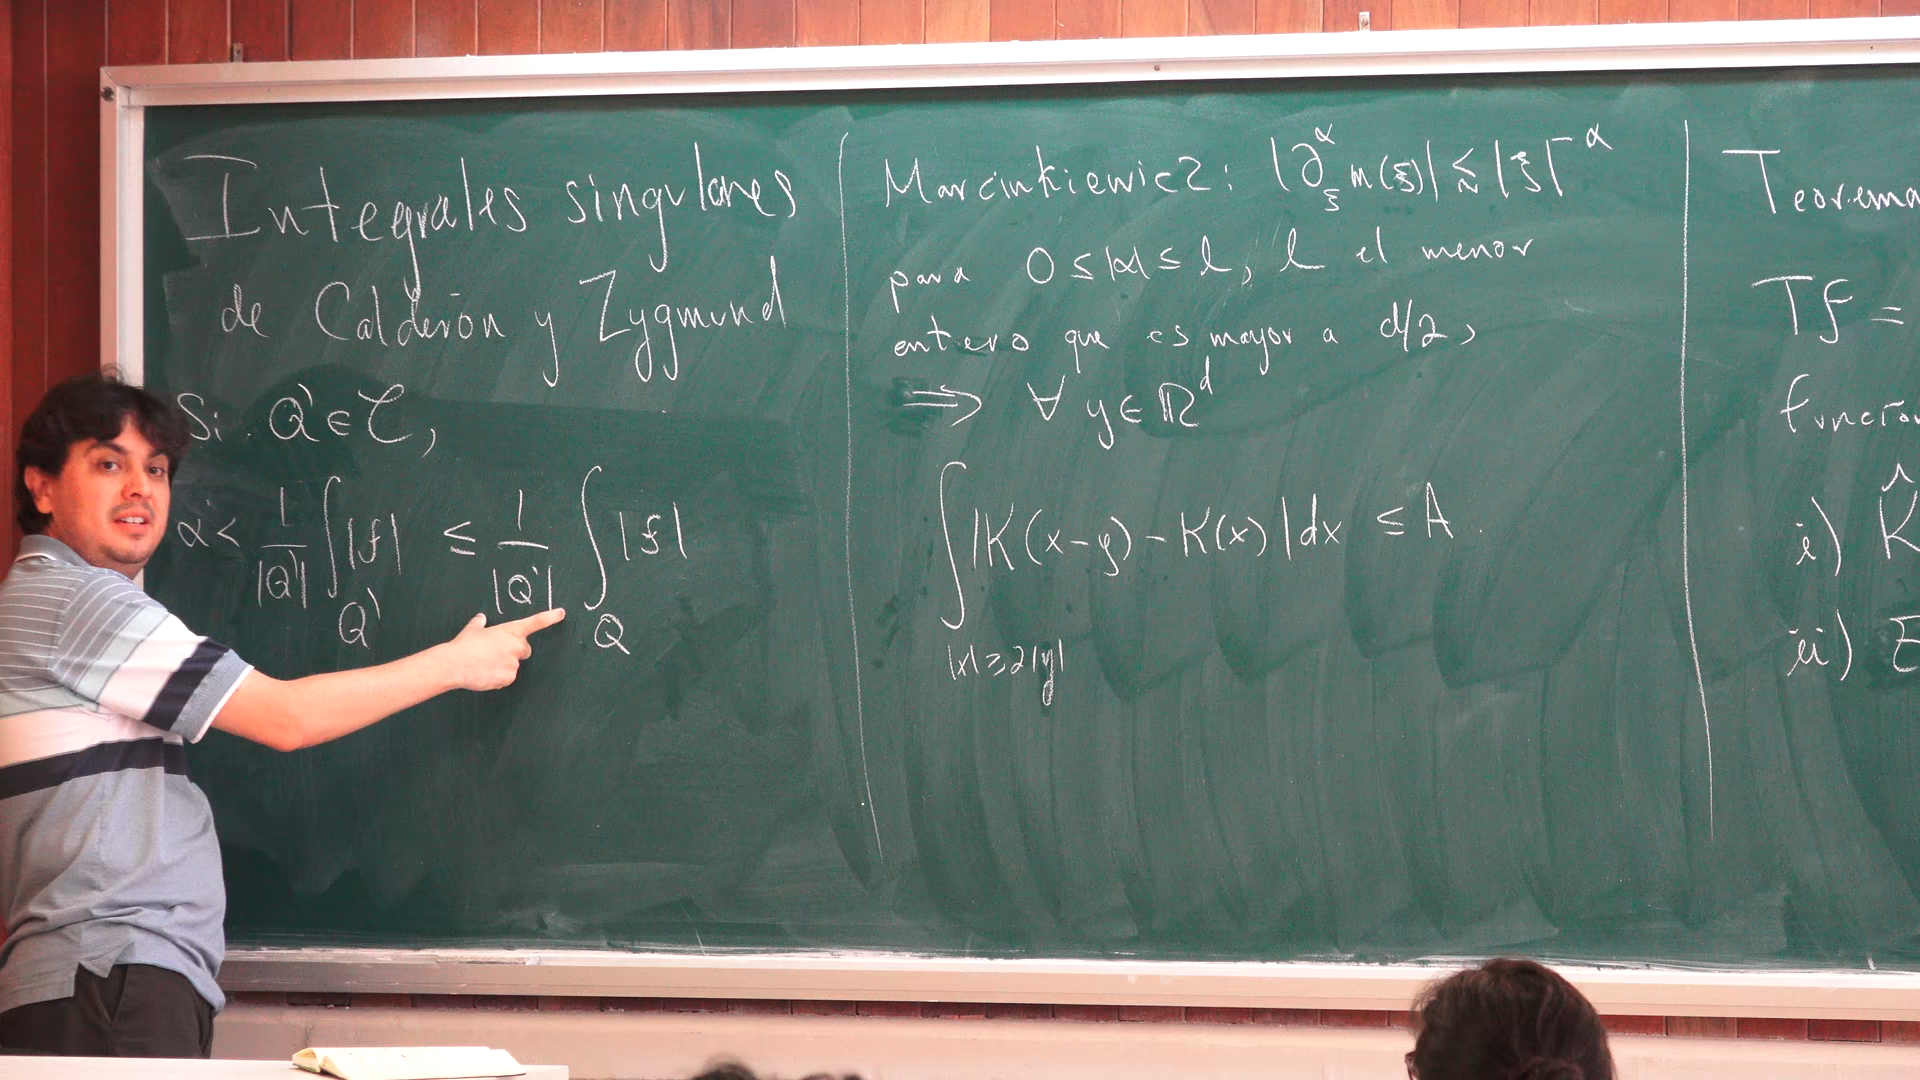 Integrales singulares
de Calderón y Zygmund
Si Q' ∈ C,
α < 1/|Q'| ∫_Q' |f| ≤ 1/|Q'| ∫_Q |f|
Marcinkiewicz: |∂_ξ^α m(ξ)| ≲ |ξ|^-α
para 0 ≤ |α| ≤ l, l el menor
entero que es mayor a d/2,
⟹ ∀ y ∈ ℝ^d
∫_{|x|≥2|y|} |K(x-y) - K(x)| dx ≤ A.
Teorema
Tf =
i) K̂
ii)